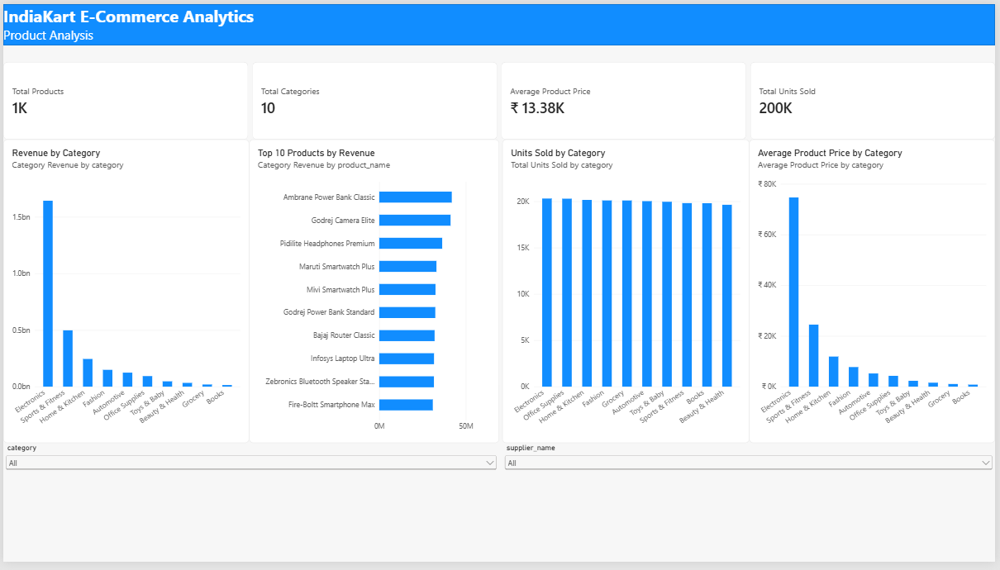 IndiaKart E-Commerce Analytics
Product Analysis
Total Products
1K
Total Categories
10
Average Product Price
₹ 13.38K
Total Units Sold
200K
Revenue by Category
Category Revenue by category
1.5bn
1.0bn
0.5bn
0.0bn
Electronics
Sports & Fitness
Home & Kitchen
Fashion
Automotive
Office Supplies
Toys & Baby
Beauty & Health
Grocery
Books
Top 10 Products by Revenue
Category Revenue by product_name
Ambrane Power Bank Classic
Godrej Camera Elite
Pidilite Headphones Premium
Maruti Smartwatch Plus
Mivi Smartwatch Plus
Godrej Power Bank Standard
Bajaj Router Classic
Infosys Laptop Ultra
Zebronics Bluetooth Speaker Sta...
Fire-Boltt Smartphone Max
0M
50M
Units Sold by Category
Total Units Sold by category
20K
15K
10K
5K
0K
Electronics
Office Supplies
Home & Kitchen
Fashion
Grocery
Automotive
Toys & Baby
Sports & Fitness
Books
Beauty & Health
Average Product Price by Category
Average Product Price by category
₹ 80K
₹ 60K
₹ 40K
₹ 20K
₹ 0K
Electronics
Sports & Fitness
Home & Kitchen
Fashion
Automotive
Office Supplies
Toys & Baby
Beauty & Health
Grocery
Books
category
All
supplier_name
All